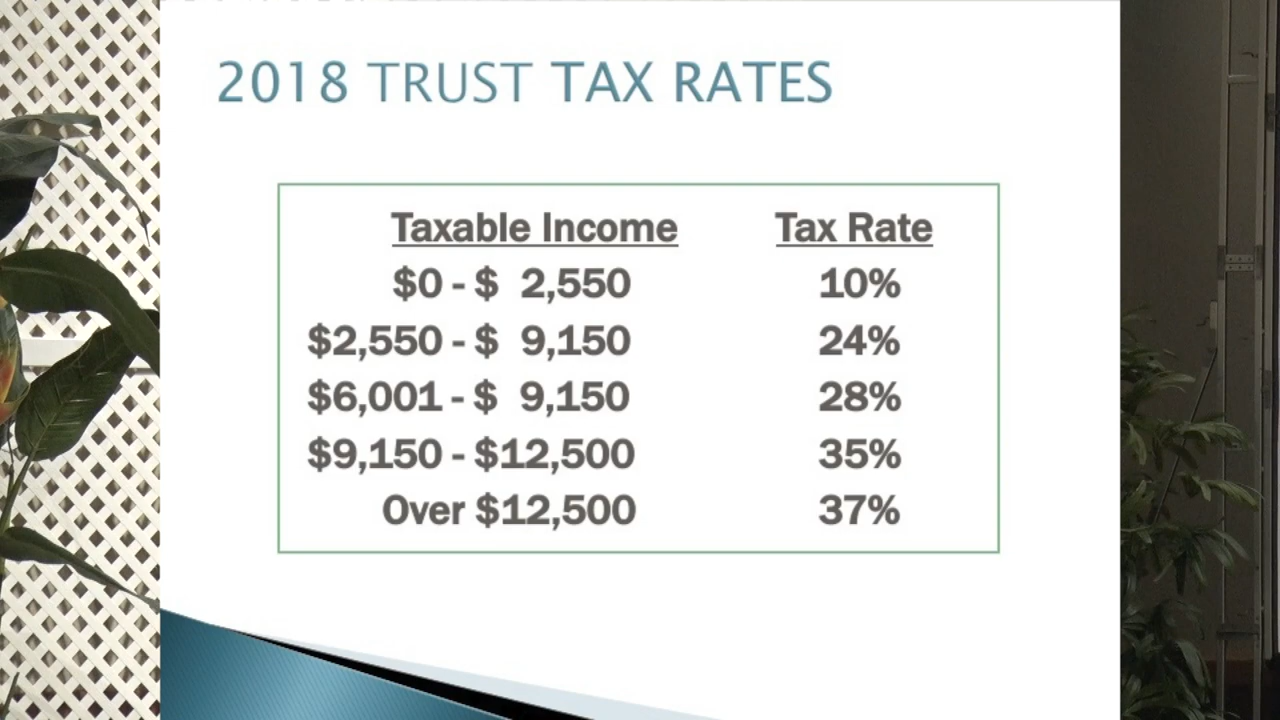 2018 TRUST TAX RATES
Taxable Income Tax Rate
$0 - $ 2,550 10%
$2,550 - $ 9,150 24%
$6,001 - $ 9,150 28%
$9,150 - $12,500 35%
Over $12,500 37%